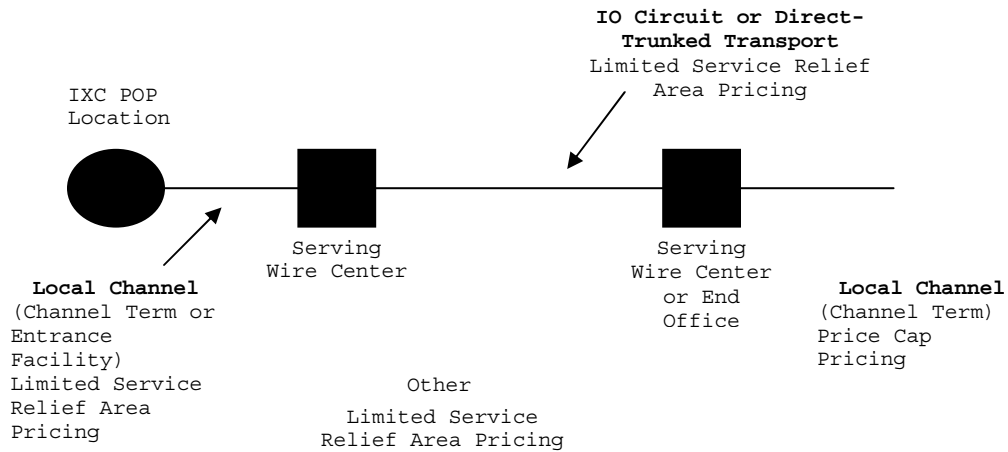 IO Circuit or Direct-
Trunked Transport
Limited Service Relief
Area Pricing
IXC POP
Location
Serving
Wire Center
Serving
Wire Center
or End
Office
Local Channel
(Channel Term or
Entrance
Facility)
Limited Service
Relief Area
Pricing
Local Channel
(Channel Term)
Price Cap
Pricing
Other
Limited Service
Relief Area Pricing